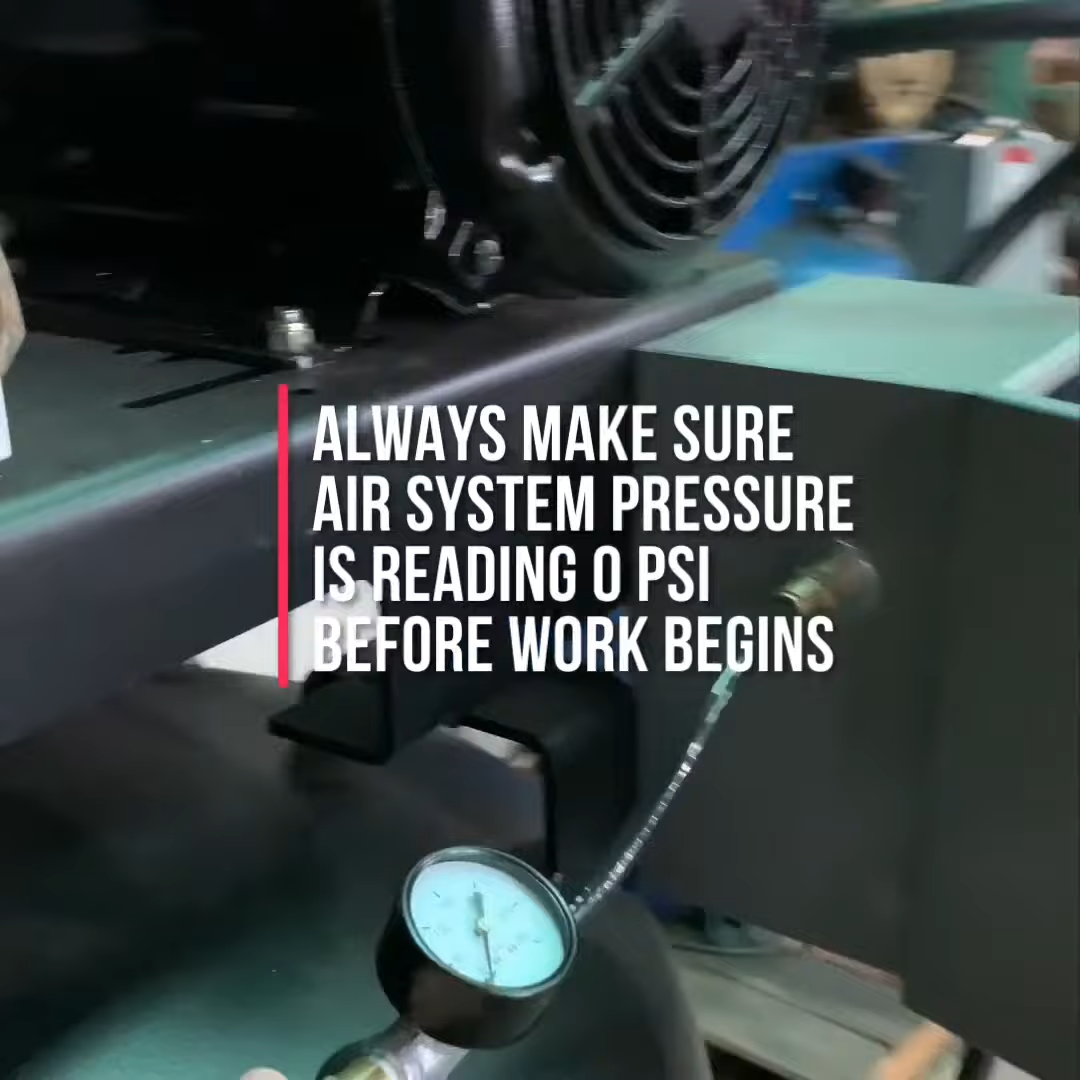 ALWAYS MAKE SURE
AIR SYSTEM PRESSURE
IS READING 0 PSI
BEFORE WORK BEGINS